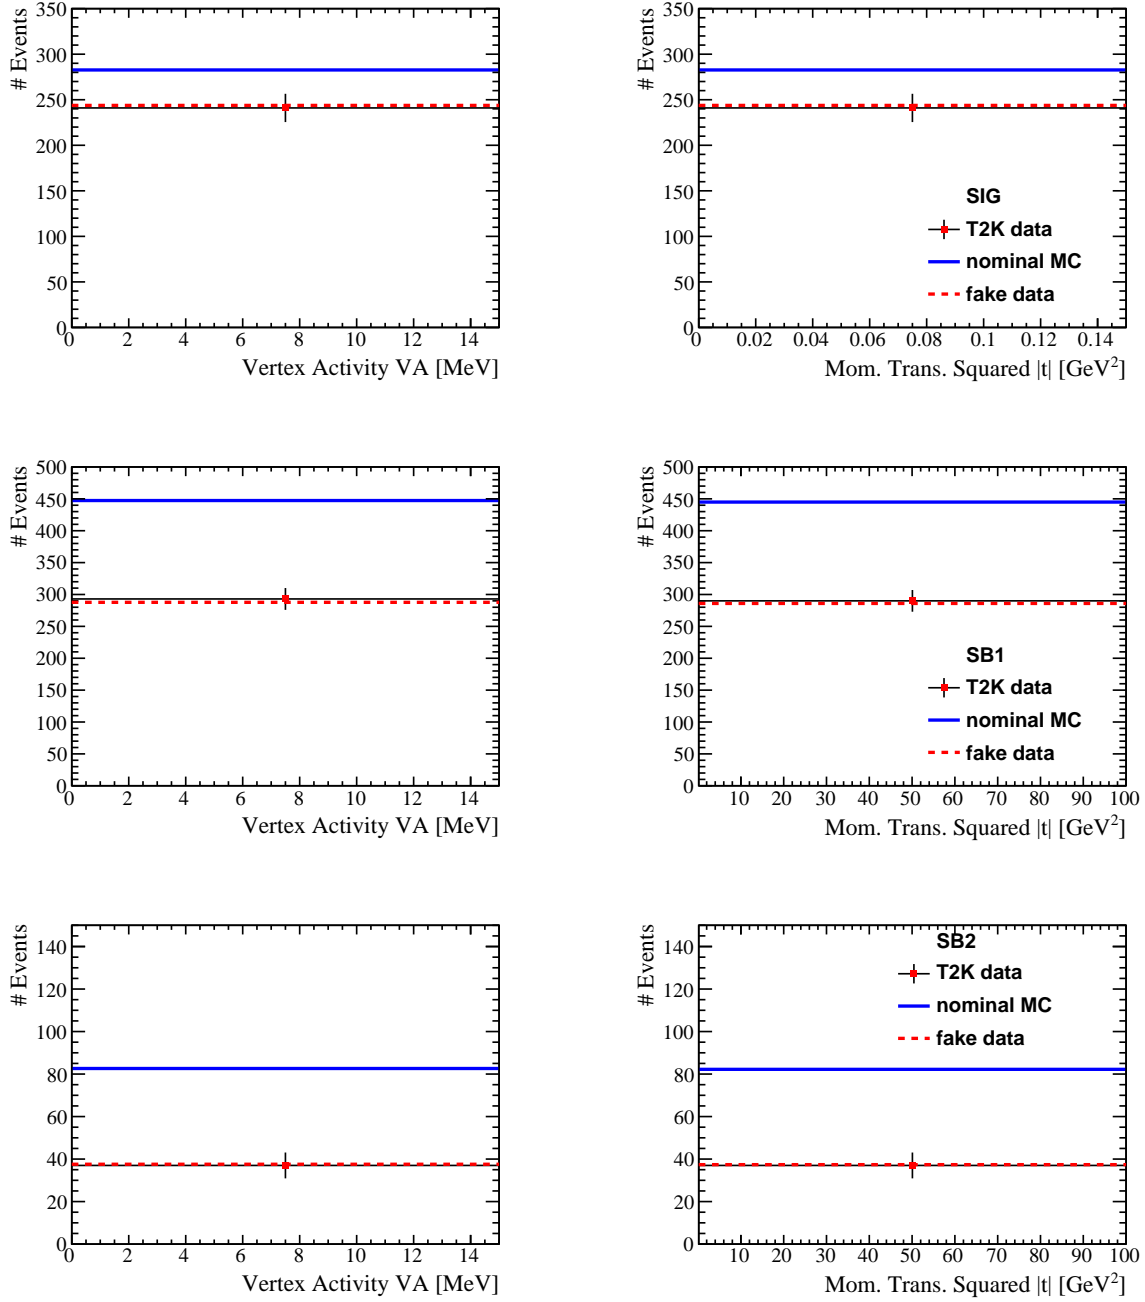 # Events
350
300
250
200
150
100
50
0
0 2 4 6 8 10 12 14
Vertex Activity VA [MeV]
# Events
350
300
250
200
150
100
50
0
SIG
T2K data
nominal MC
fake data
0 0.02 0.04 0.06 0.08 0.1 0.12 0.14
Mom. Trans. Squared |t| [GeV²]
# Events
500
450
400
350
300
250
200
150
100
50
0
0 2 4 6 8 10 12 14
Vertex Activity VA [MeV]
# Events
500
450
400
350
300
250
200
150
100
50
0
SB1
T2K data
nominal MC
fake data
10 20 30 40 50 60 70 80 90 100
Mom. Trans. Squared |t| [GeV²]
# Events
140
120
100
80
60
40
20
0
0 2 4 6 8 10 12 14
Vertex Activity VA [MeV]
# Events
140
120
100
80
60
40
20
0
SB2
T2K data
nominal MC
fake data
10 20 30 40 50 60 70 80 90 100
Mom. Trans. Squared |t| [GeV²]